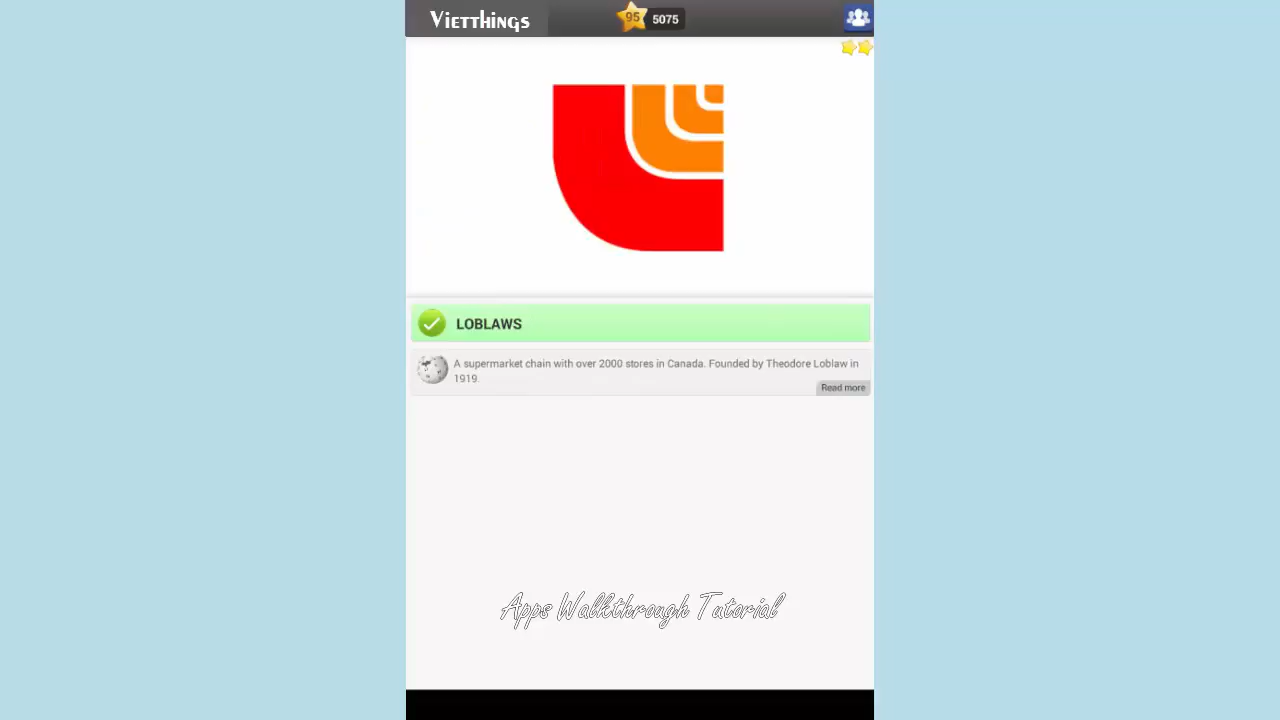 VIETTHINGS
95
5075
LOBLAWS
A supermarket chain with over 2000 stores in Canada. Founded by Theodore Loblaw in
1919.
Read more
Apps Walkthrough Tutorial